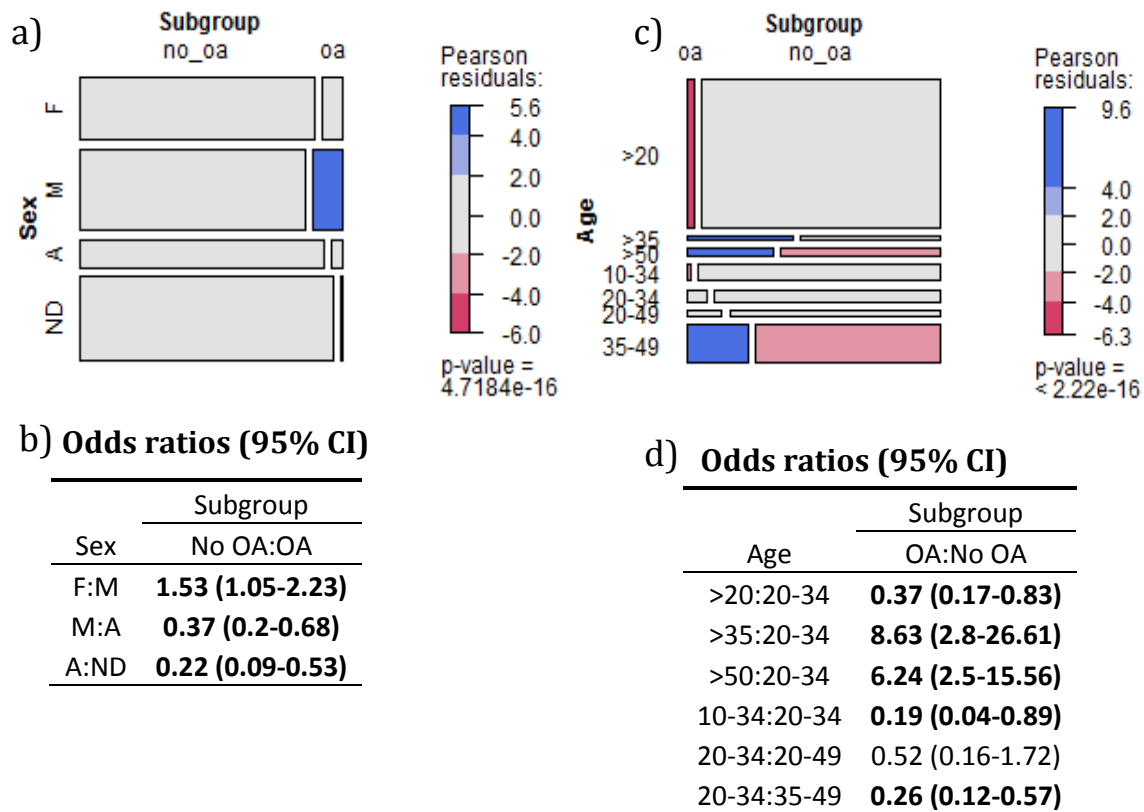 a)
Subgroup
no_oa oa
Sex
F
M
A
ND
Pearson
residuals:
5.6
4.0
2.0
0.0
-2.0
-4.0
-6.0
p-value =
4.7184e-16
c)
Subgroup
oa no_oa
Age
>20
>35
>50
10-34
20-34
20-49
35-49
Pearson
residuals:
9.6
4.0
2.0
0.0
-2.0
-4.0
-6.3
p-value =
< 2.22e-16
b) Odds ratios (95% CI)
Subgroup
Sex No OA:OA
F:M 1.53 (1.05-2.23)
M:A 0.37 (0.2-0.68)
A:ND 0.22 (0.09-0.53)
d) Odds ratios (95% CI)
Subgroup
Age OA:No OA
>20:20-34 0.37 (0.17-0.83)
>35:20-34 8.63 (2.8-26.61)
>50:20-34 6.24 (2.5-15.56)
10-34:20-34 0.19 (0.04-0.89)
20-34:20-49 0.52 (0.16-1.72)
20-34:35-49 0.26 (0.12-0.57)